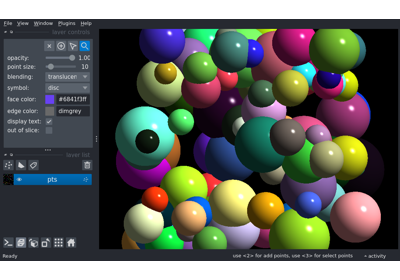 File View Window Plugins Help
layer controls
opacity: 1.00
point size: 10
blending: translucen
symbol: disc
face color: #6841f3ff
edge color: dimgrey
display text:
out of slice:
layer list
pts
Ready use <2> for add points, use <3> for select points activity